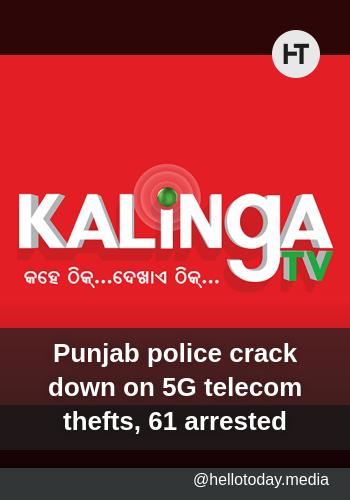 HT
KALiNgA
TV
କହେ ଠିକ୍...ଦେଖାଏ ଠିକ୍...
Punjab police crack
down on 5G telecom
thefts, 61 arrested
@hellotoday.media